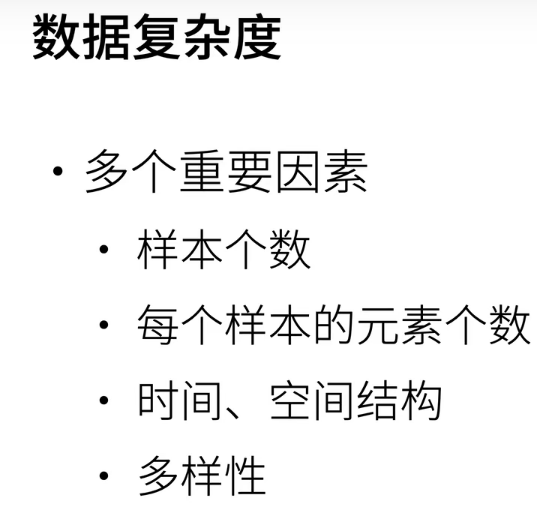 数据复杂度
• 多个重要因素
• 样本个数
• 每个样本的元素个数
• 时间、空间结构
• 多样性